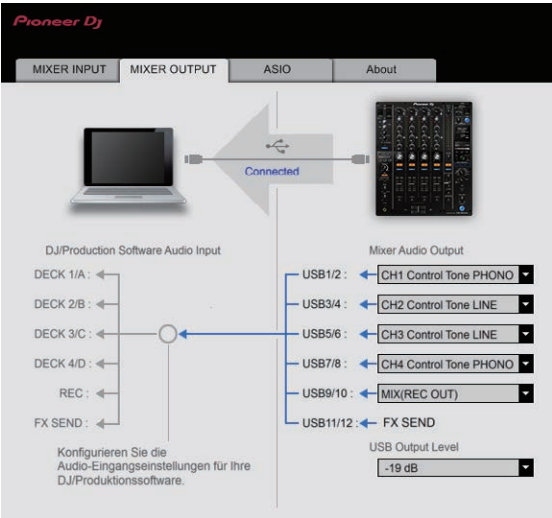 Pioneer Dj
MIXER INPUT
MIXER OUTPUT
ASIO
About
Connected
DJ/Production Software Audio Input
Mixer Audio Output
DECK 1/A :
DECK 2/B :
DECK 3/C :
DECK 4/D :
REC :
FX SEND :
USB1/2 :
CH1 Control Tone PHONO
USB3/4 :
CH2 Control Tone LINE
USB5/6 :
CH3 Control Tone LINE
USB7/8 :
CH4 Control Tone PHONO
USB9/10 :
MIX(REC OUT)
USB11/12 :
FX SEND
Konfigurieren Sie die
Audio-Eingangseinstellungen für Ihre
DJ/Produktionssoftware.
USB Output Level
-19 dB